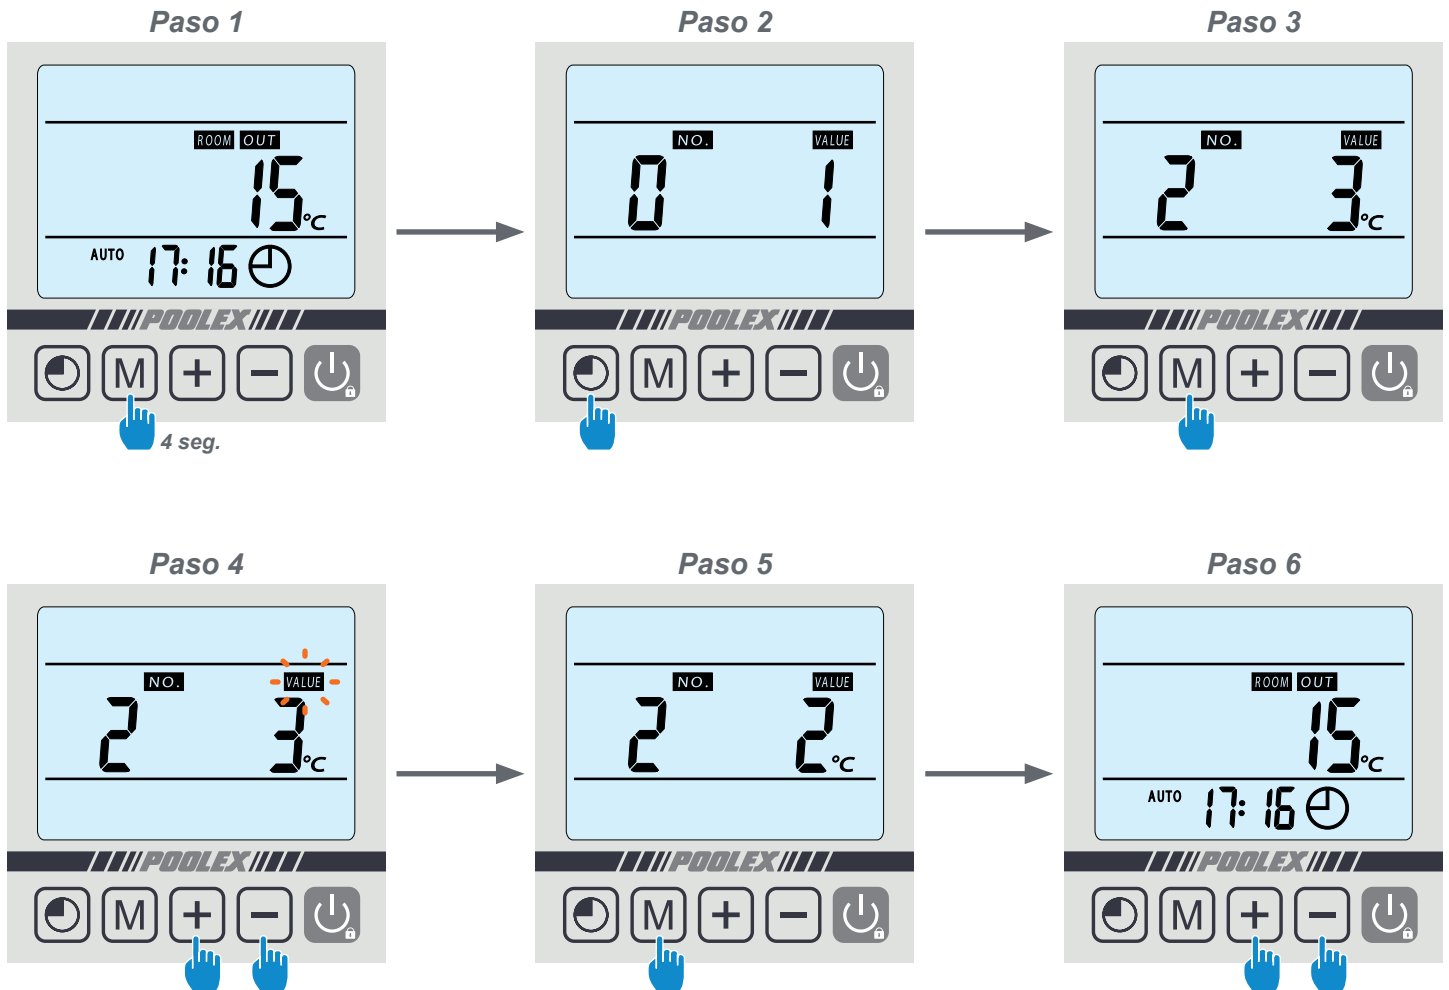 Paso 1
Paso 2
Paso 3
ROOM OUT
15 °C
AUTO 17:16
POOLEX
M
4 seg.
NO. VALUE
0 1
POOLEX
M
NO. VALUE
2 3 °C
POOLEX
M
Paso 4
Paso 5
Paso 6
NO. VALUE
2 3 °C
POOLEX
M
NO. VALUE
2 2 °C
POOLEX
M
ROOM OUT
15 °C
AUTO 17:16
POOLEX
M